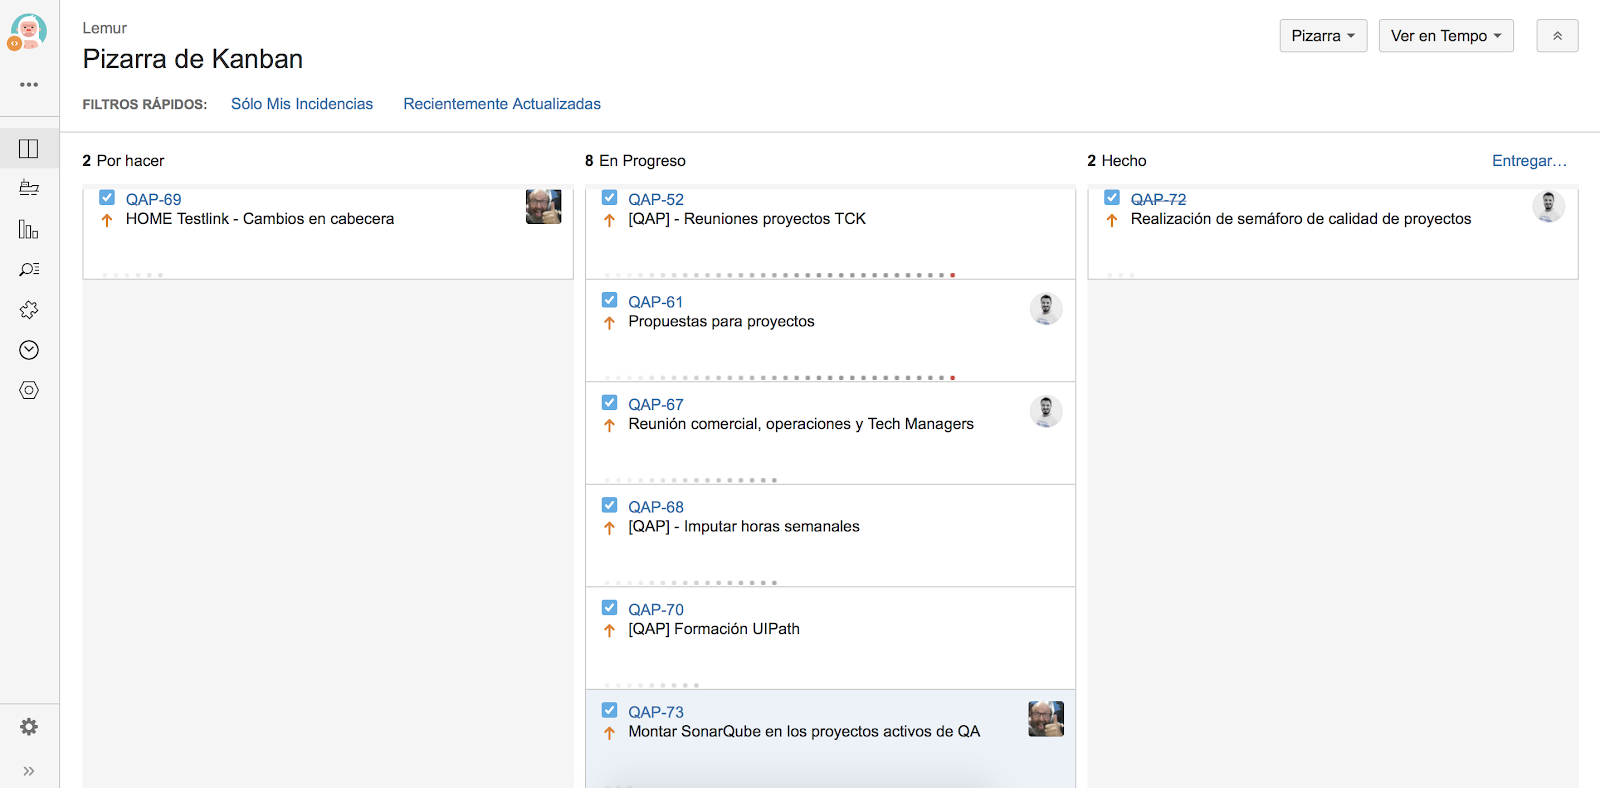 Lemur
Pizarra de Kanban
Pizarra
Ver en Tempo
FILTROS RÁPIDOS:
Sólo Mis Incidencias
Recientemente Actualizadas
2 Por hacer
8 En Progreso
2 Hecho
Entregar...
QAP-69
HOME Testlink - Cambios en cabecera
QAP-52
[QAP] - Reuniones proyectos TCK
QAP-61
Propuestas para proyectos
QAP-67
Reunión comercial, operaciones y Tech Managers
QAP-68
[QAP] - Imputar horas semanales
QAP-70
[QAP] Formación UIPath
QAP-73
Montar SonarQube en los proyectos activos de QA
QAP-72
Realización de semáforo de calidad de proyectos